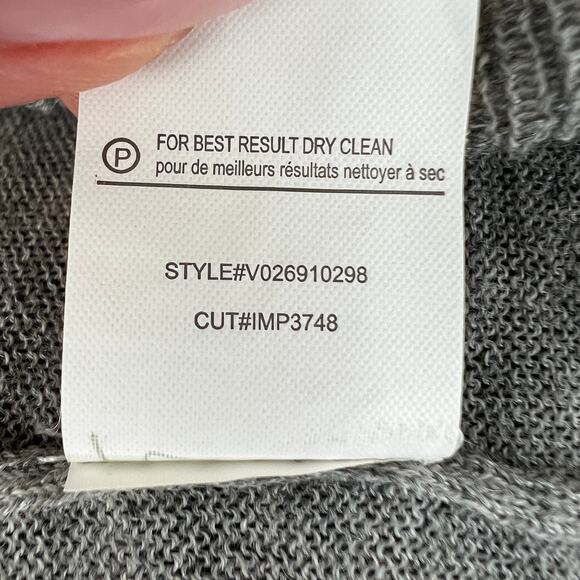 P
FOR BEST RESULT DRY CLEAN
pour de meilleurs résultats nettoyer à sec
STYLE#V026910298
CUT#IMP3748